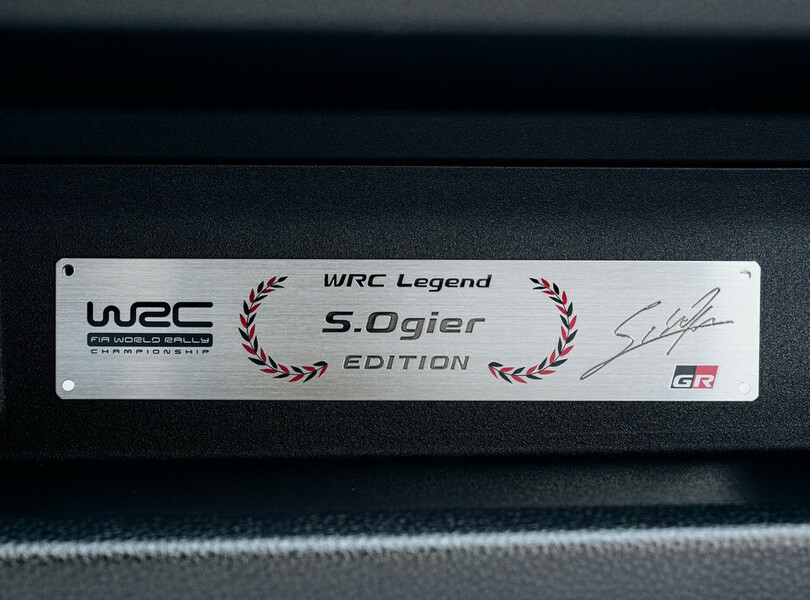 WRC
FIA WORLD RALLY
CHAMPIONSHIP
WRC Legend
S.Ogier
EDITION
GR